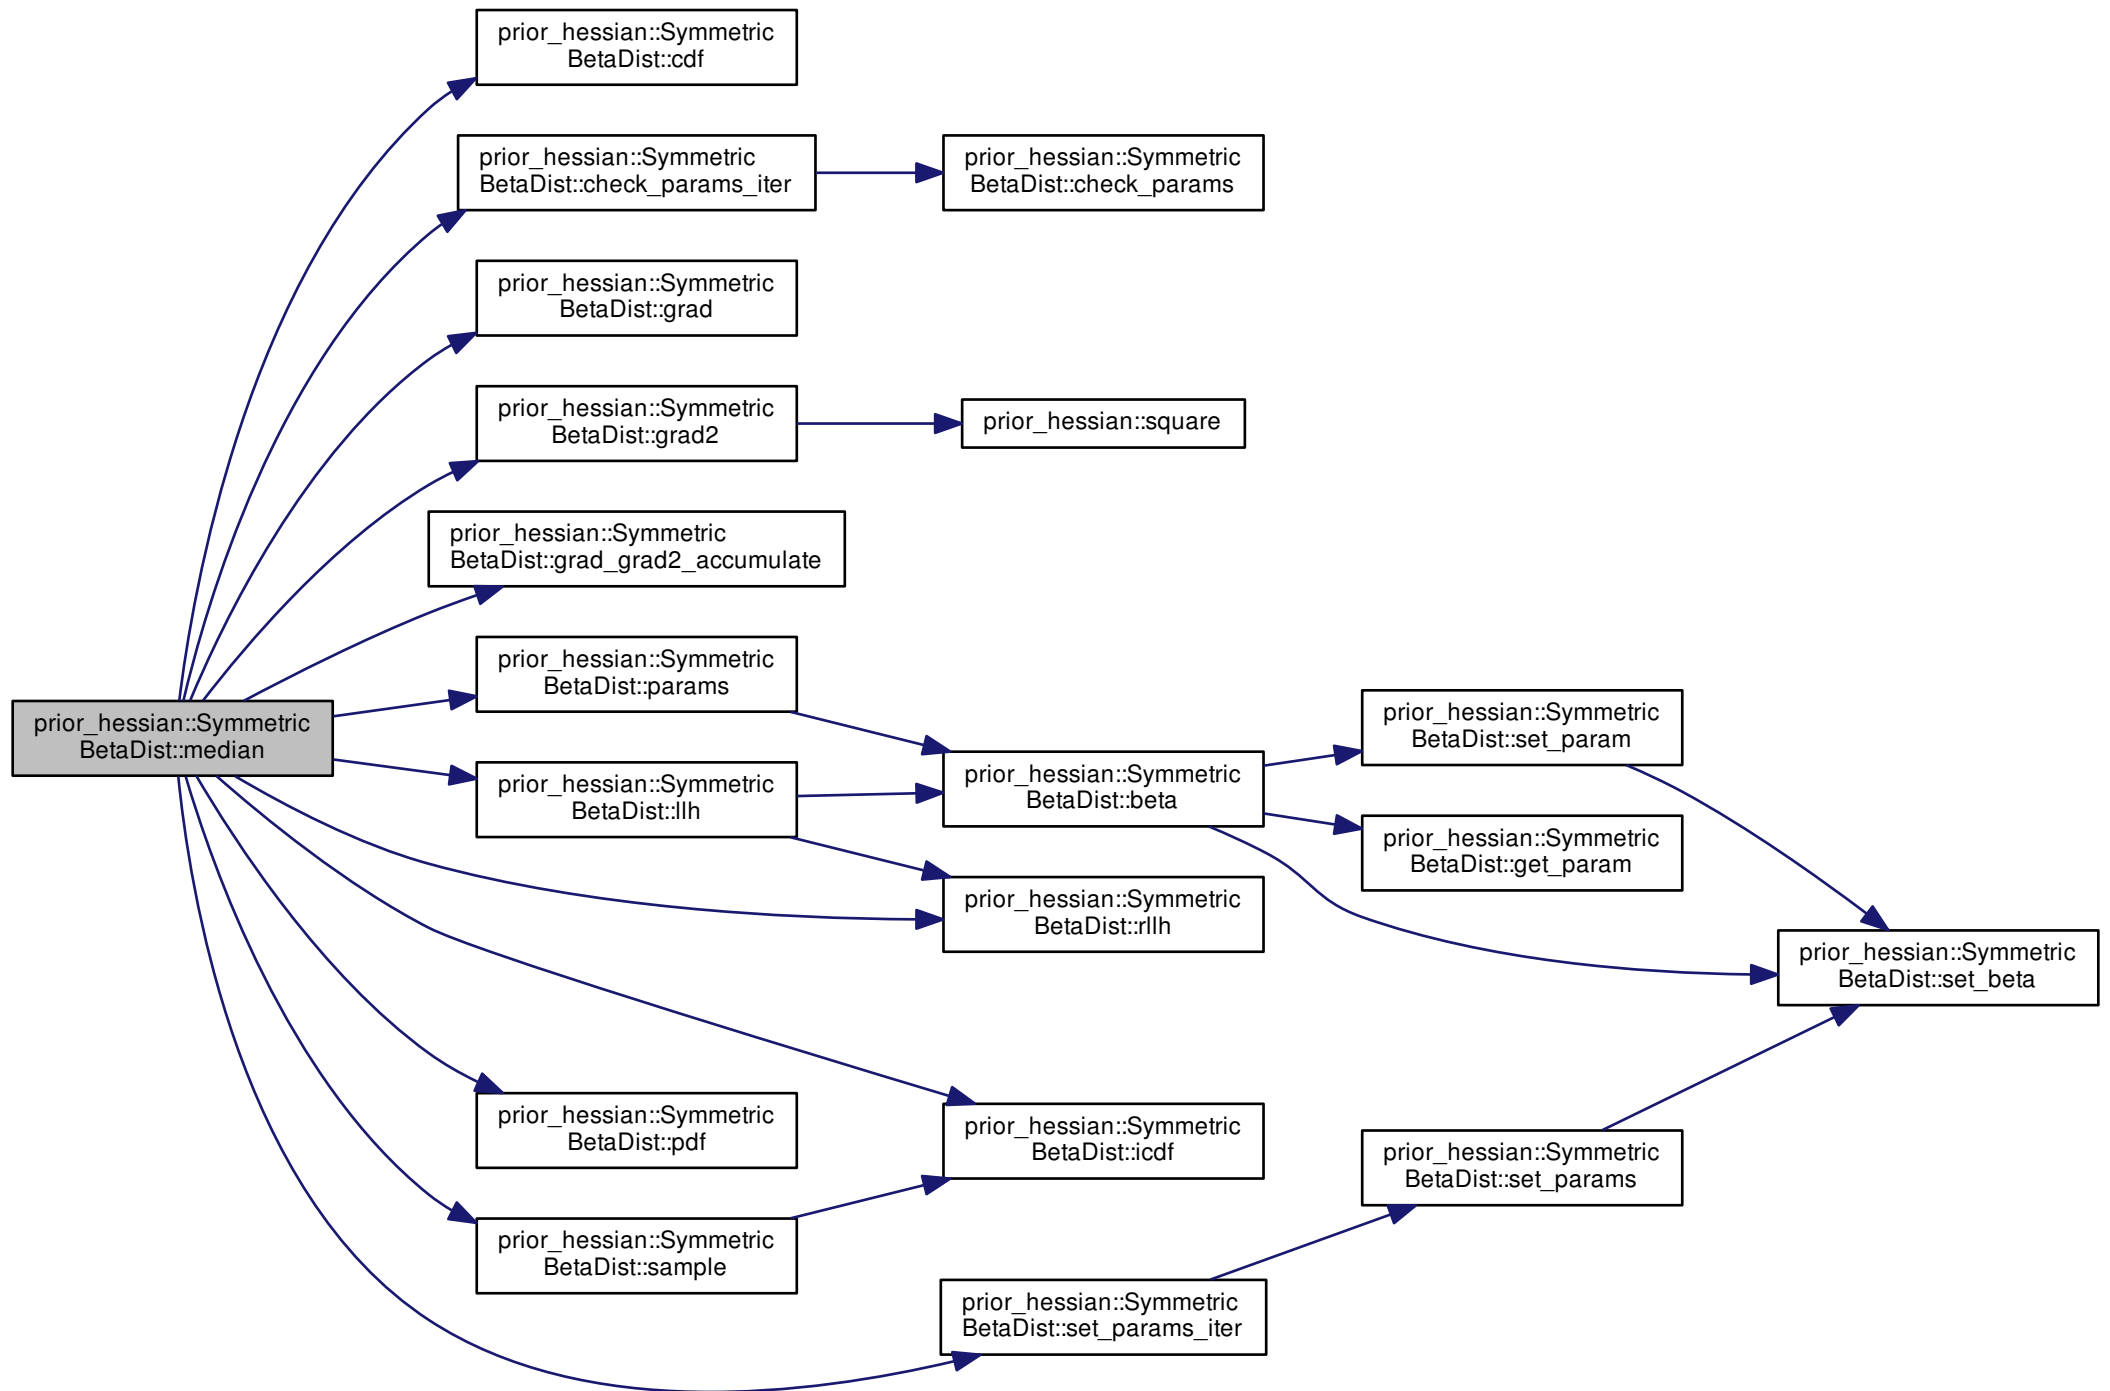 prior_hessian::Symmetric
BetaDist::cdf
prior_hessian::Symmetric
BetaDist::check_params_iter
prior_hessian::Symmetric
BetaDist::check_params
prior_hessian::Symmetric
BetaDist::grad
prior_hessian::Symmetric
BetaDist::grad2
prior_hessian::square
prior_hessian::Symmetric
BetaDist::grad_grad2_accumulate
prior_hessian::Symmetric
BetaDist::params
prior_hessian::Symmetric
BetaDist::median
prior_hessian::Symmetric
BetaDist::llh
prior_hessian::Symmetric
BetaDist::beta
prior_hessian::Symmetric
BetaDist::set_param
prior_hessian::Symmetric
BetaDist::get_param
prior_hessian::Symmetric
BetaDist::rllh
prior_hessian::Symmetric
BetaDist::set_beta
prior_hessian::Symmetric
BetaDist::pdf
prior_hessian::Symmetric
BetaDist::icdf
prior_hessian::Symmetric
BetaDist::set_params
prior_hessian::Symmetric
BetaDist::sample
prior_hessian::Symmetric
BetaDist::set_params_iter